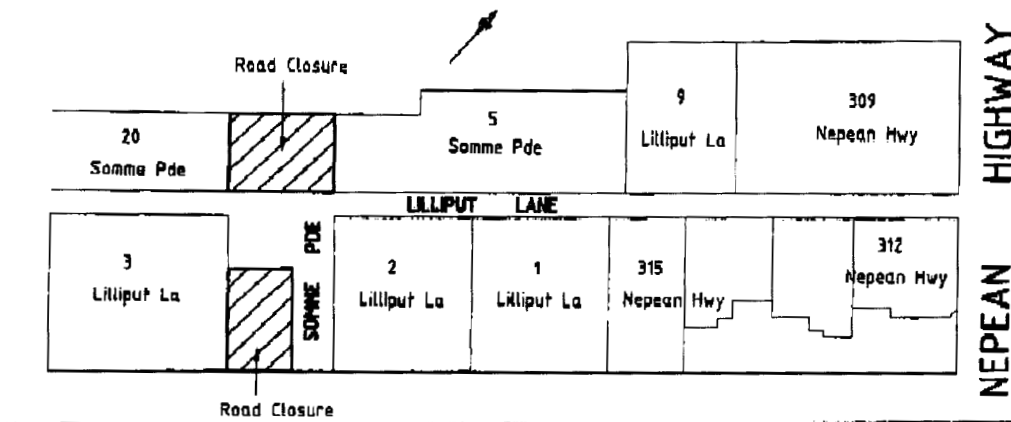 Road Closure
20
Somme Pde
5
Somme Pde
9
Lilliput La
309
Nepean Hwy
LILLIPUT LANE
3
Lilliput La
SOMME PDE
2
Lilliput La
1
Lilliput La
315
Nepean Hwy
312
Nepean Hwy
NEPEAN HIGHWAY
Road Closure